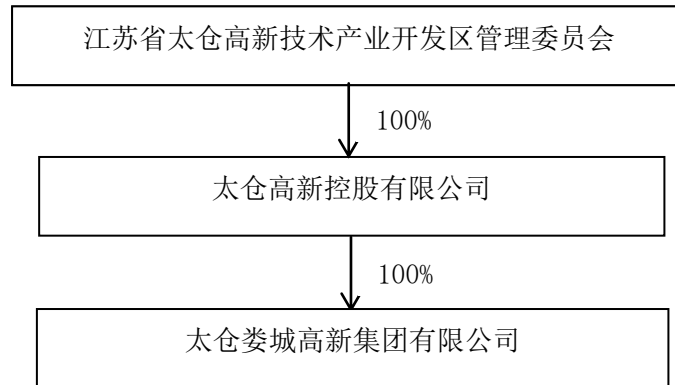 江苏省太仓高新技术产业开发区管理委员会
100%
太仓高新控股有限公司
100%
太仓娄城高新集团有限公司